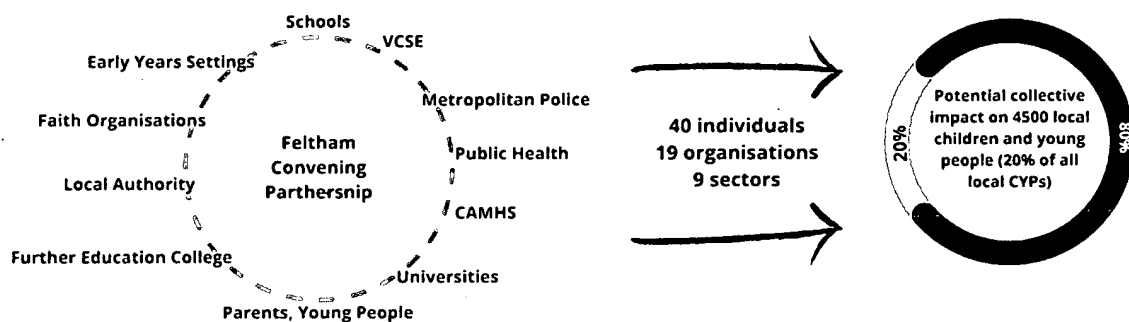 Schools
VCSE
Early Years Settings
Metropolitan Police
Faith Organisations
Public Health
Local Authority
CAMHS
Further Education College
Universities
Parents, Young People
Feltham
Convening
Parthersnip
40 individuals
19 organisations
9 sectors
20%
Potential collective
impact on 4500 local
children and young
people (20% of all
local CYPs)
80%